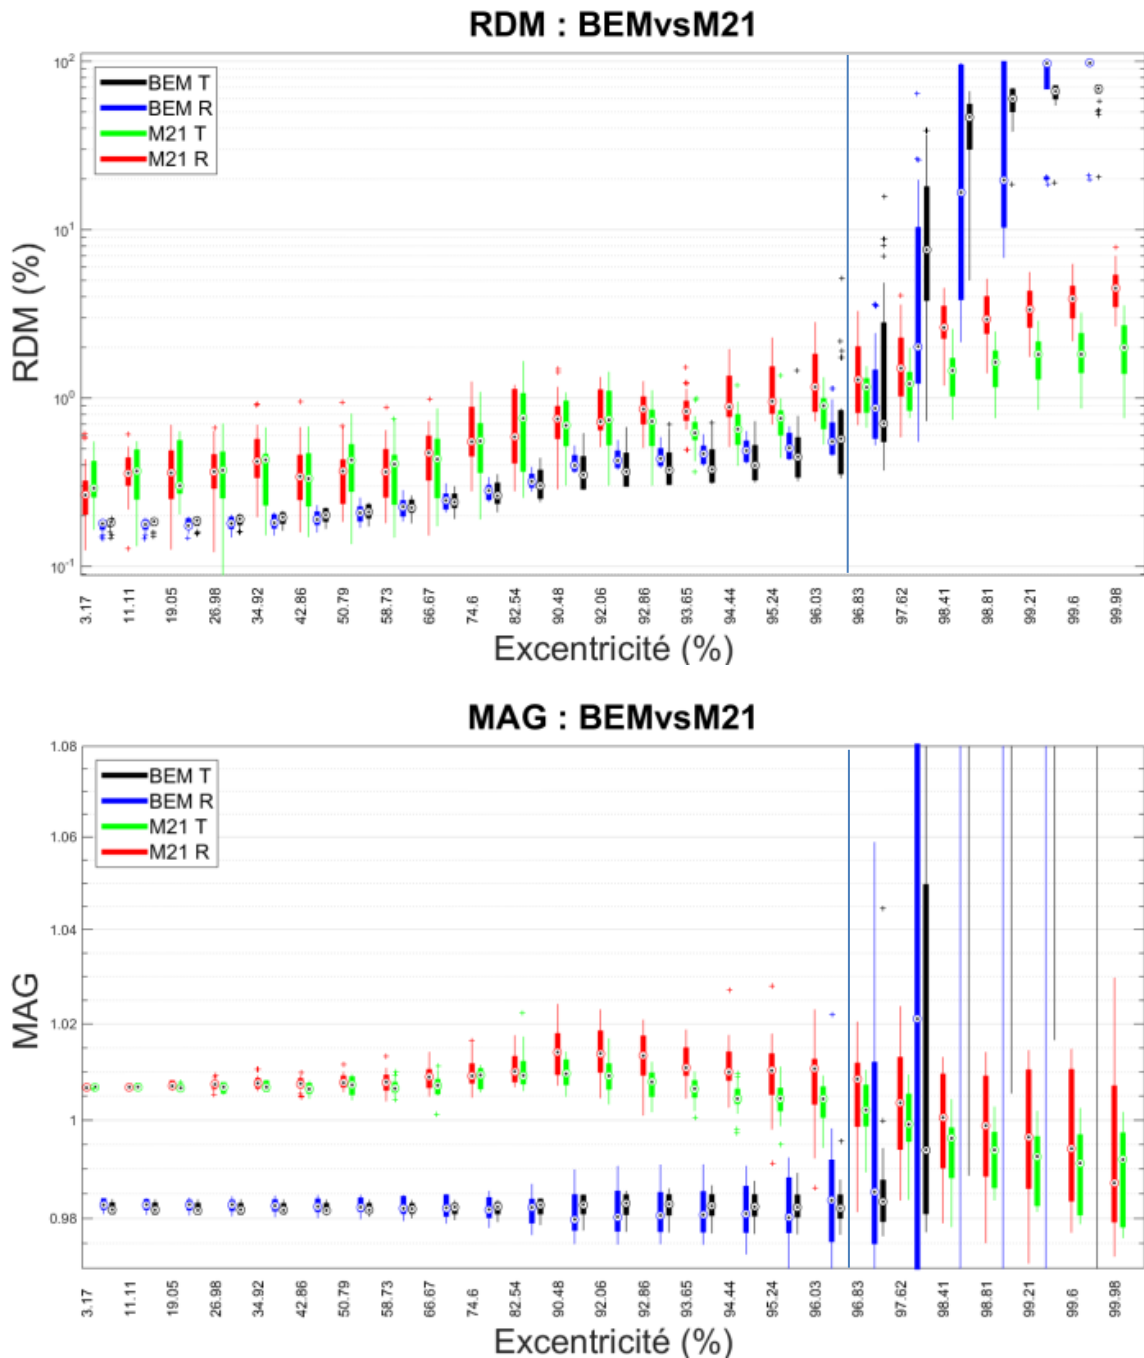 RDM : BEMvsM21
BEM T
BEM R
M21 T
M21 R
10^2
10^1
10^0
10^-1
RDM (%)
3.17 11.11 19.05 26.98 34.92 42.86 50.79 58.73 66.67 74.6 82.54 90.48 92.06 92.86 93.65 94.44 95.24 96.03 96.83 97.62 98.41 98.81 99.21 99.6 99.98
Excentricité (%)
MAG : BEMvsM21
BEM T
BEM R
M21 T
M21 R
1.08
1.06
1.04
1.02
1
0.98
MAG
3.17 11.11 19.05 26.98 34.92 42.86 50.79 58.73 66.67 74.6 82.54 90.48 92.06 92.86 93.65 94.44 95.24 96.03 96.83 97.62 98.41 98.81 99.21 99.6 99.98
Excentricité (%)